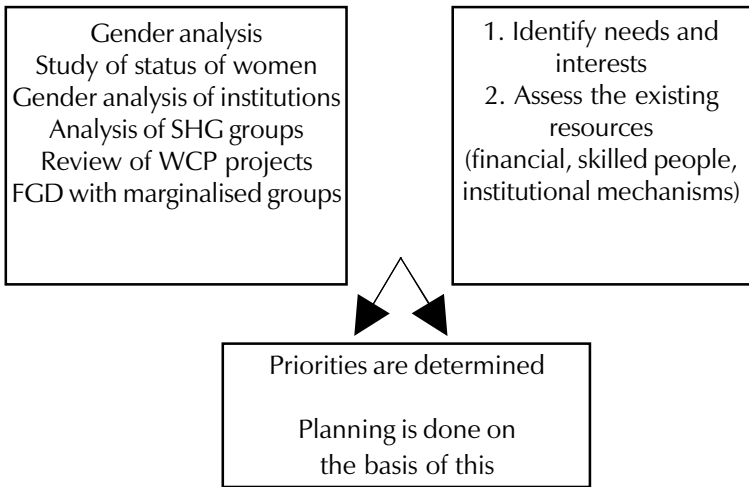 Gender analysis
Study of status of women
Gender analysis of institutions
Analysis of SHG groups
Review of WCP projects
FGD with marginalised groups
1. Identify needs and
interests
2. Assess the existing
resources
(financial, skilled people,
institutional mechanisms)
Priorities are determined
Planning is done on
the basis of this